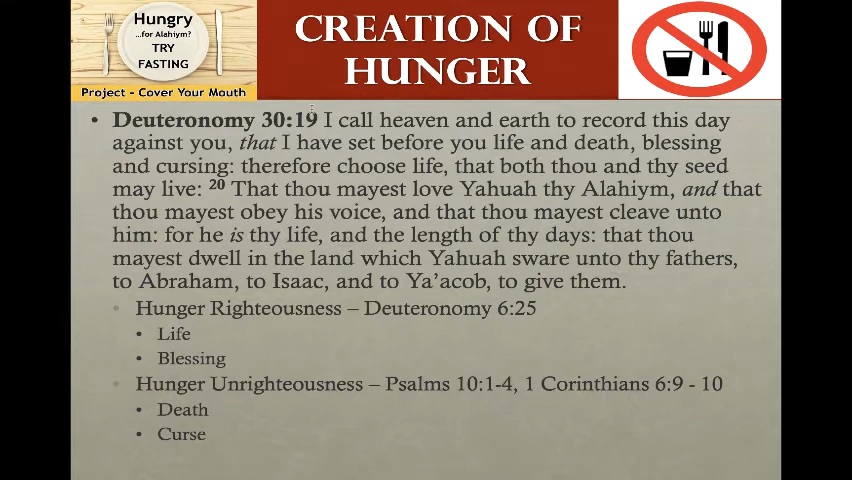 Hungry
...for Alahiym?
TRY
FASTING
Project - Cover Your Mouth
CREATION OF
HUNGER
• Deuteronomy 30:19 I call heaven and earth to record this day
against you, that I have set before you life and death, blessing
and cursing: therefore choose life, that both thou and thy seed
may live: 20 That thou mayest love Yahuah thy Alahiym, and that
thou mayest obey his voice, and that thou mayest cleave unto
him: for he is thy life, and the length of thy days: that thou
mayest dwell in the land which Yahuah sware unto thy fathers,
to Abraham, to Isaac, and to Ya’acob, to give them.
• Hunger Righteousness – Deuteronomy 6:25
• Life
• Blessing
• Hunger Unrighteousness – Psalms 10:1-4, 1 Corinthians 6:9 - 10
• Death
• Curse